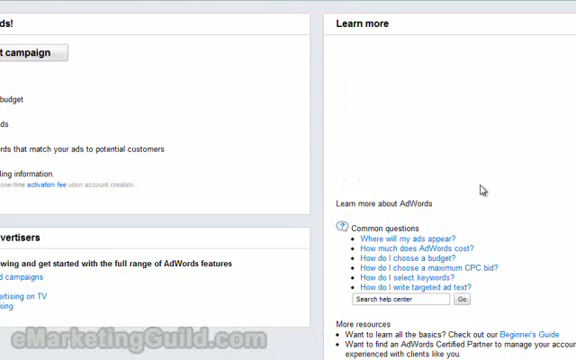 ds!
t campaign
budget
ds
rds that match your ads to potential customers
ling information.
one-time activation fee upon account creation.
vertisers
wing and get started with the full range of AdWords features
d campaigns
ertising on TV
king
Learn more
Learn more about AdWords
Common questions
Where will my ads appear?
How much does AdWords cost?
How do I choose a budget?
How do I choose a maximum CPC bid?
How do I select keywords?
How do I write targeted ad text?
Search help center
Go
More resources
Want to learn all the basics? Check out our Beginner's Guide
Want to find an AdWords Certified Partner to manage your accoun
experienced with clients like you.
eMarketingGuild.com